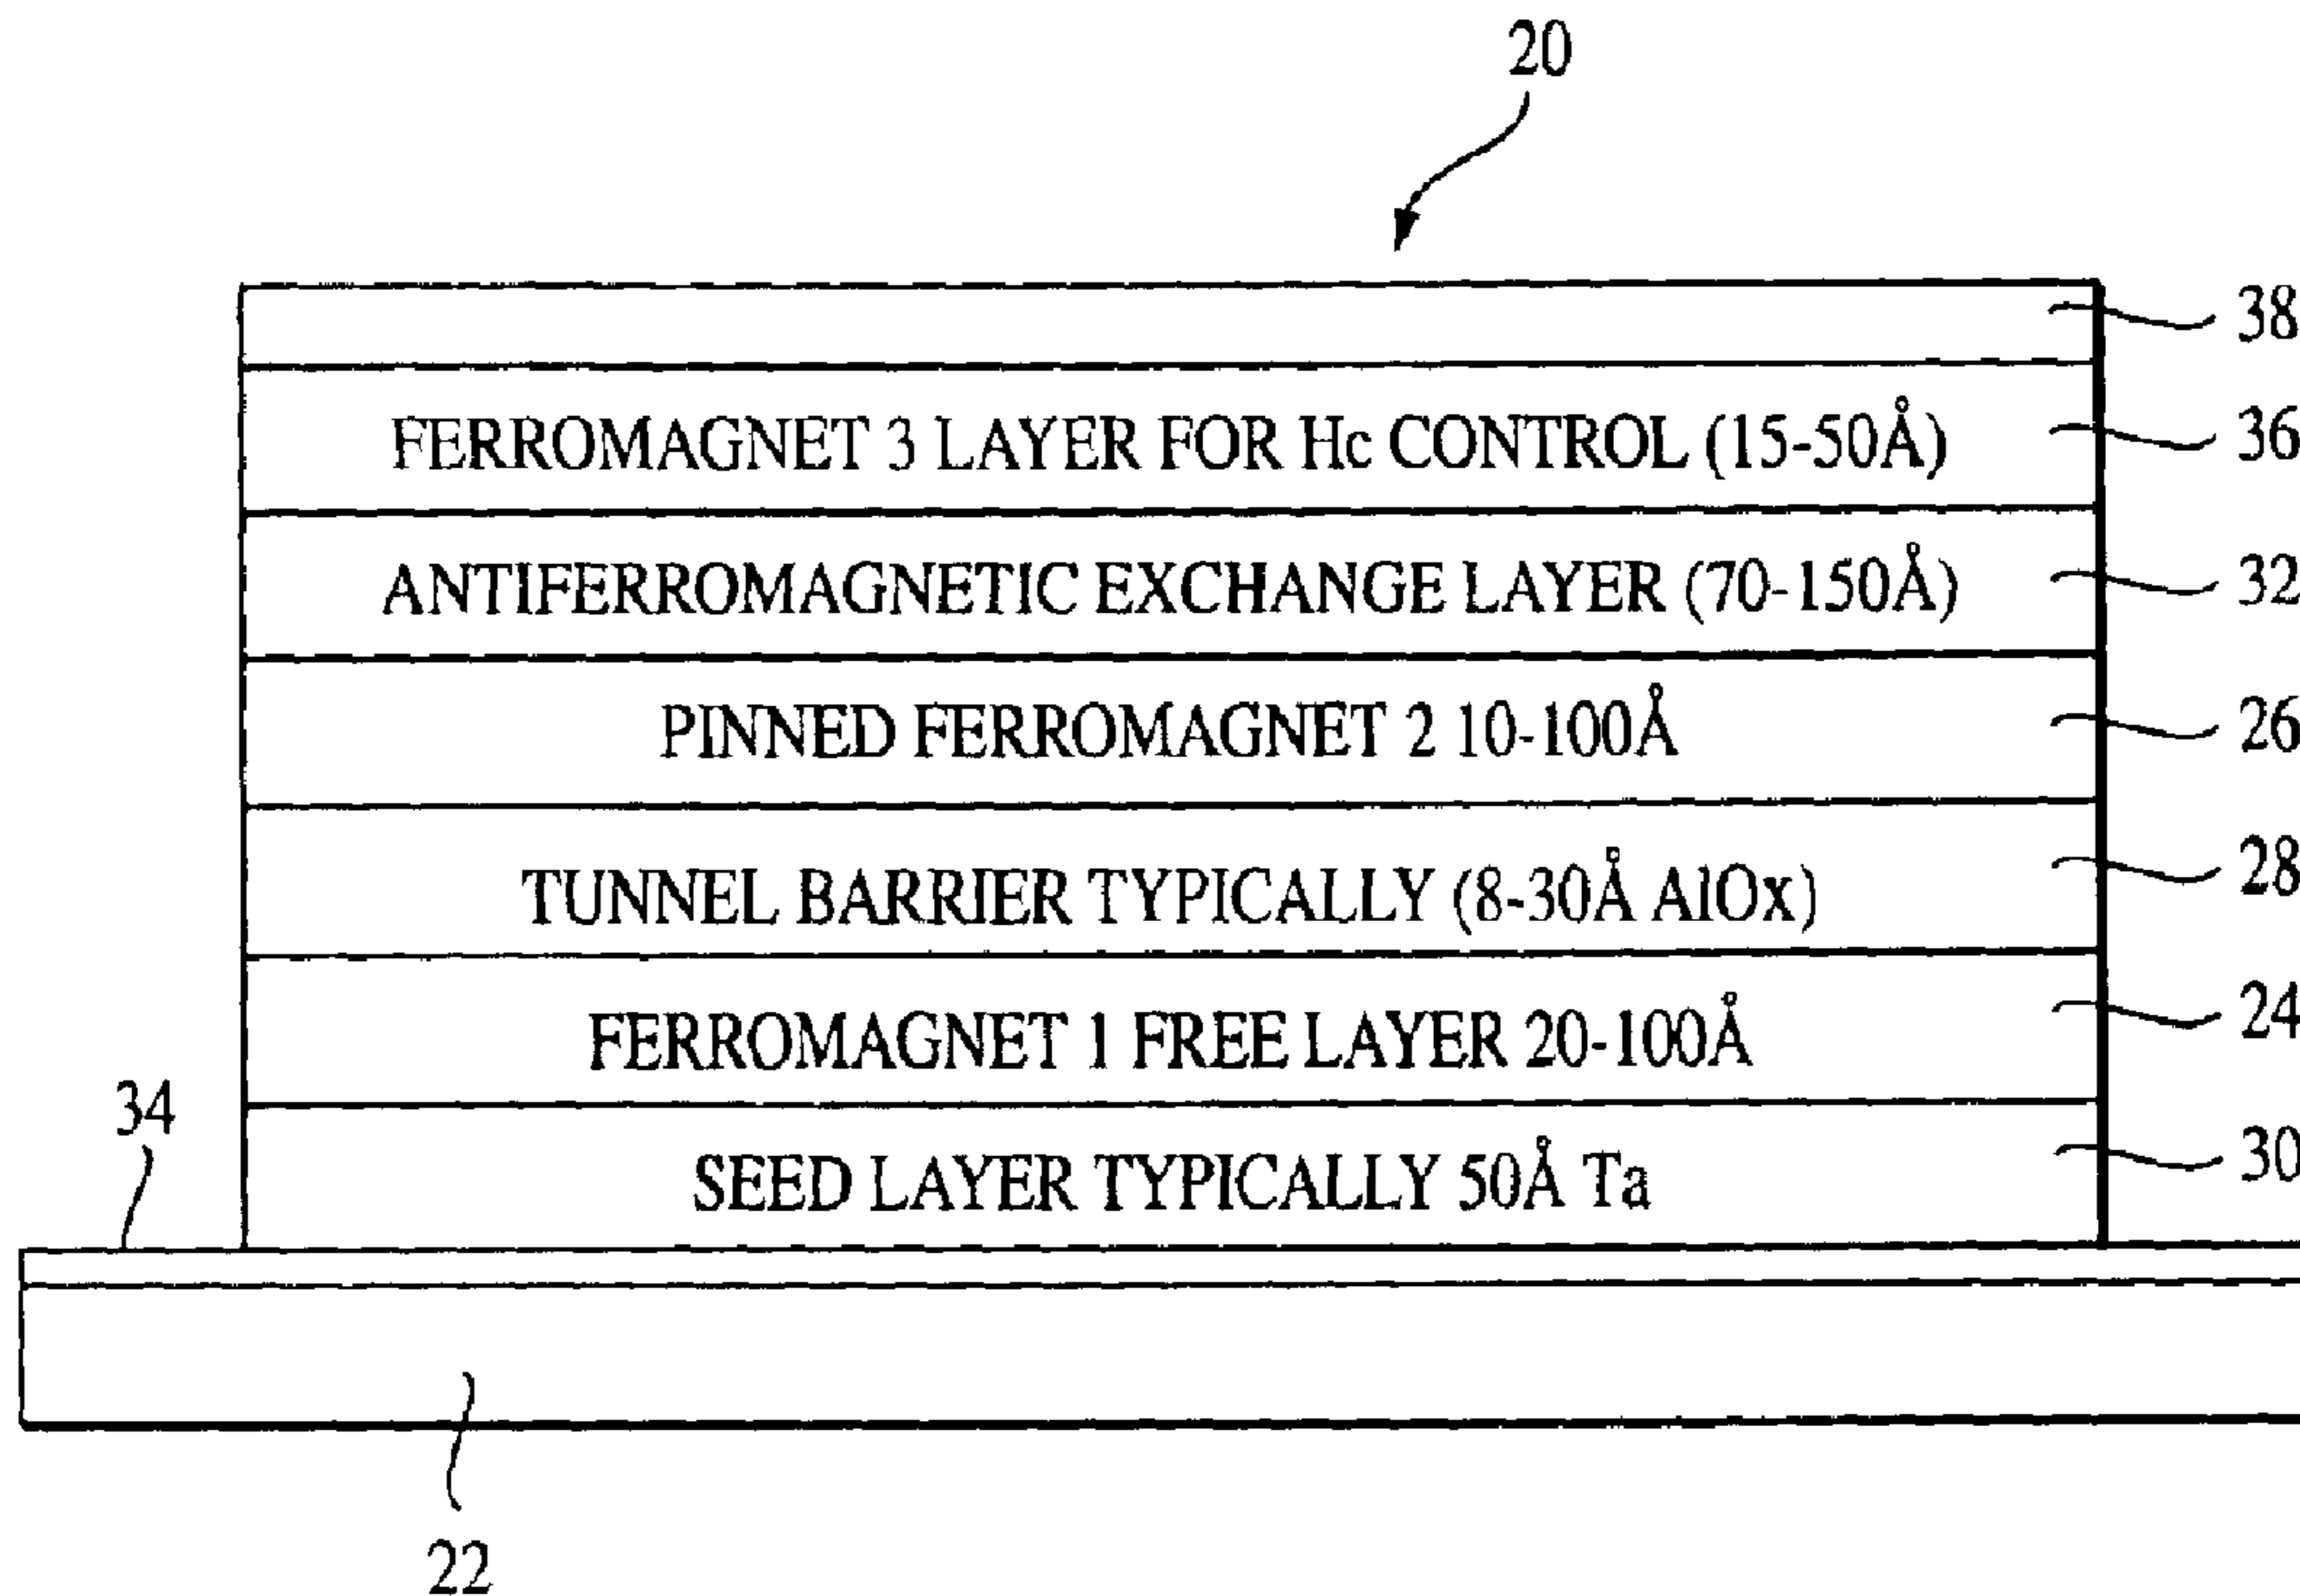 20
38
FERROMAGNET 3 LAYER FOR Hc CONTROL (15-50Å)
36
ANTIFERROMAGNETIC EXCHANGE LAYER (70-150Å)
32
PINNED FERROMAGNET 2 10-100Å
26
TUNNEL BARRIER TYPICALLY (8-30Å AlOx)
28
FERROMAGNET 1 FREE LAYER 20-100Å
24
34
SEED LAYER TYPICALLY 50Å Ta
30
22